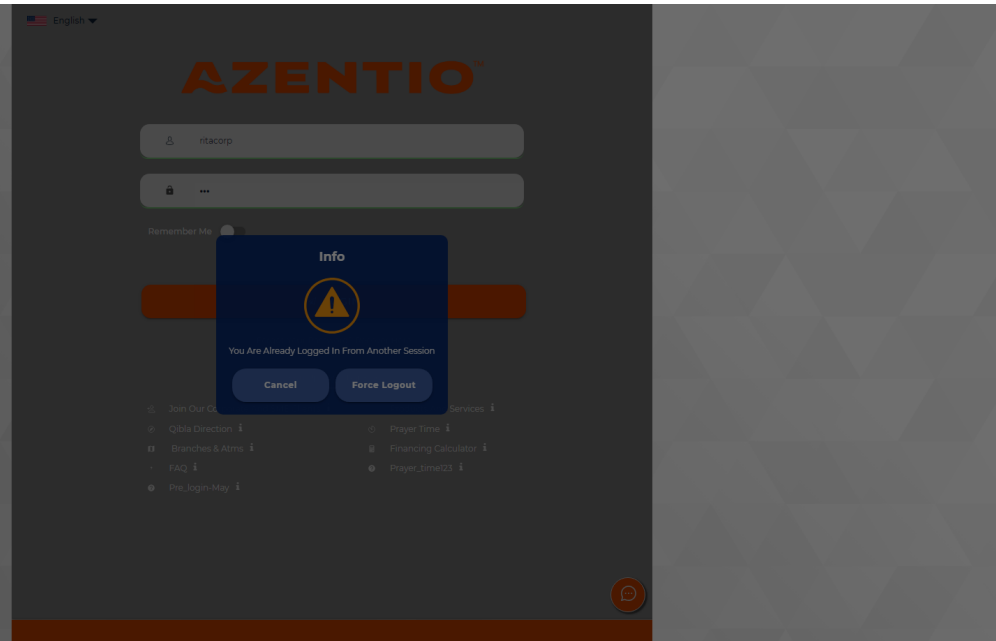 English
AZENTIO
ritacorp
Remember Me
Info
You Are Already Logged In From Another Session
Cancel Force Logout
Join Our Services
Qibla Direction Prayer Time
Branches & Atms Financing Calculator
FAQ Prayer_time123
Pre_login-May